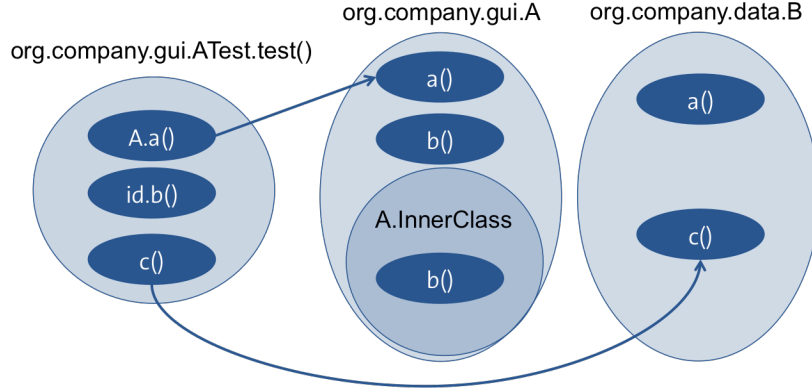 org.company.gui.ATest.test()
A.a()
id.b()
c()
org.company.gui.A
a()
b()
A.InnerClass
b()
org.company.data.B
a()
c()